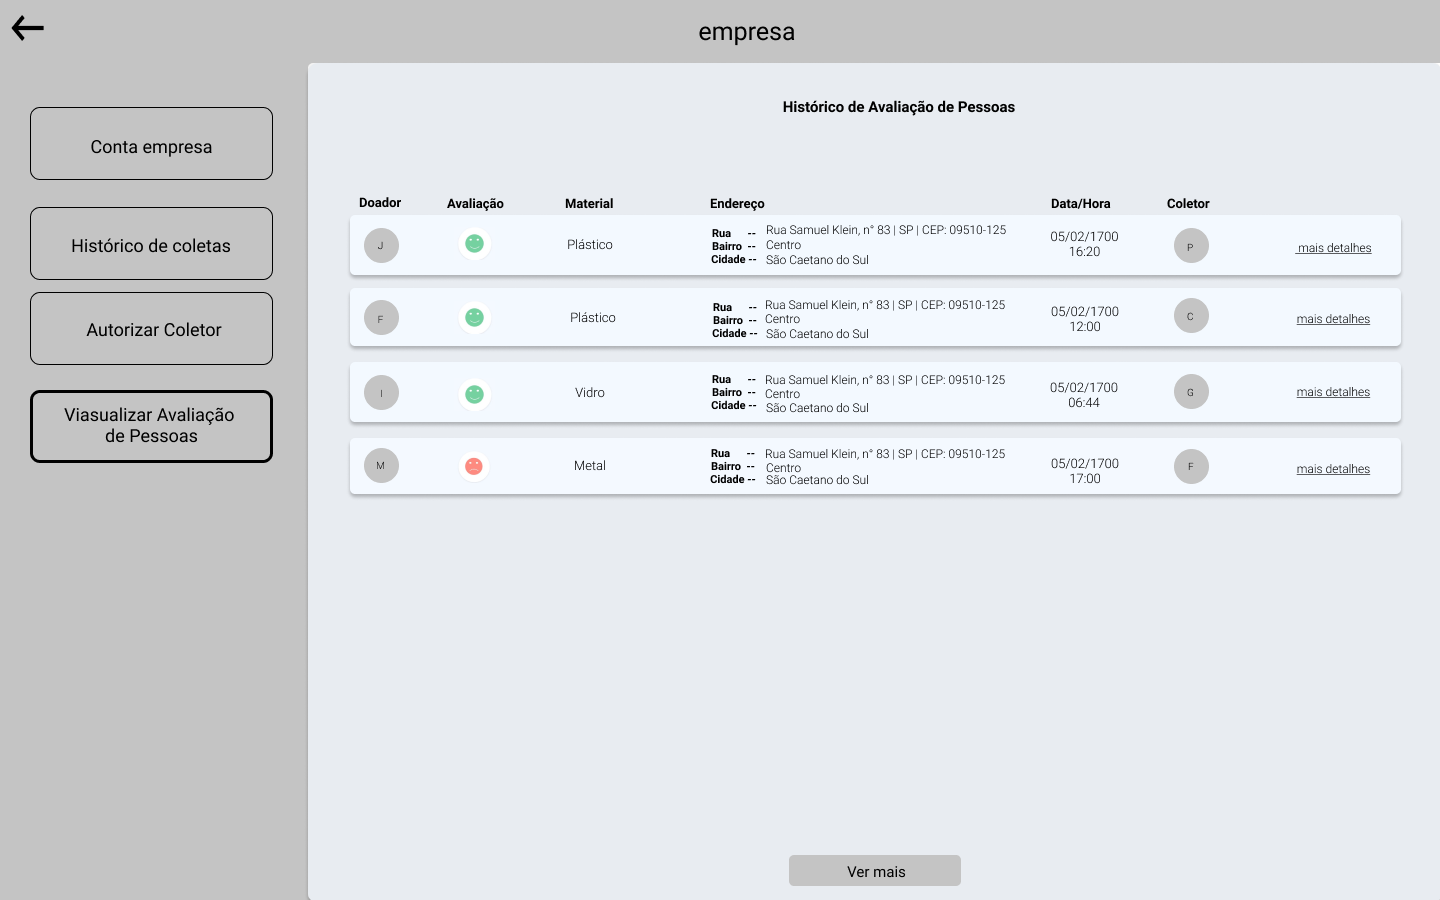 empresa
Conta empresa
Histórico de coletas
Autorizar Coletor
Viasualizar Avaliação
de Pessoas
Histórico de Avaliação de Pessoas
Doador Avaliação Material Endereço Data/Hora Coletor
J Plástico Rua -- Rua Samuel Klein, n° 83 | SP | CEP: 09510-125 05/02/1700 P mais detalhes
Bairro -- Centro 16:20
Cidade -- São Caetano do Sul
F Plástico Rua -- Rua Samuel Klein, n° 83 | SP | CEP: 09510-125 05/02/1700 C mais detalhes
Bairro -- Centro 12:00
Cidade -- São Caetano do Sul
I Vidro Rua -- Rua Samuel Klein, n° 83 | SP | CEP: 09510-125 05/02/1700 G mais detalhes
Bairro -- Centro 06:44
Cidade -- São Caetano do Sul
M Metal Rua -- Rua Samuel Klein, n° 83 | SP | CEP: 09510-125 05/02/1700 F mais detalhes
Bairro -- Centro 17:00
Cidade -- São Caetano do Sul
Ver mais